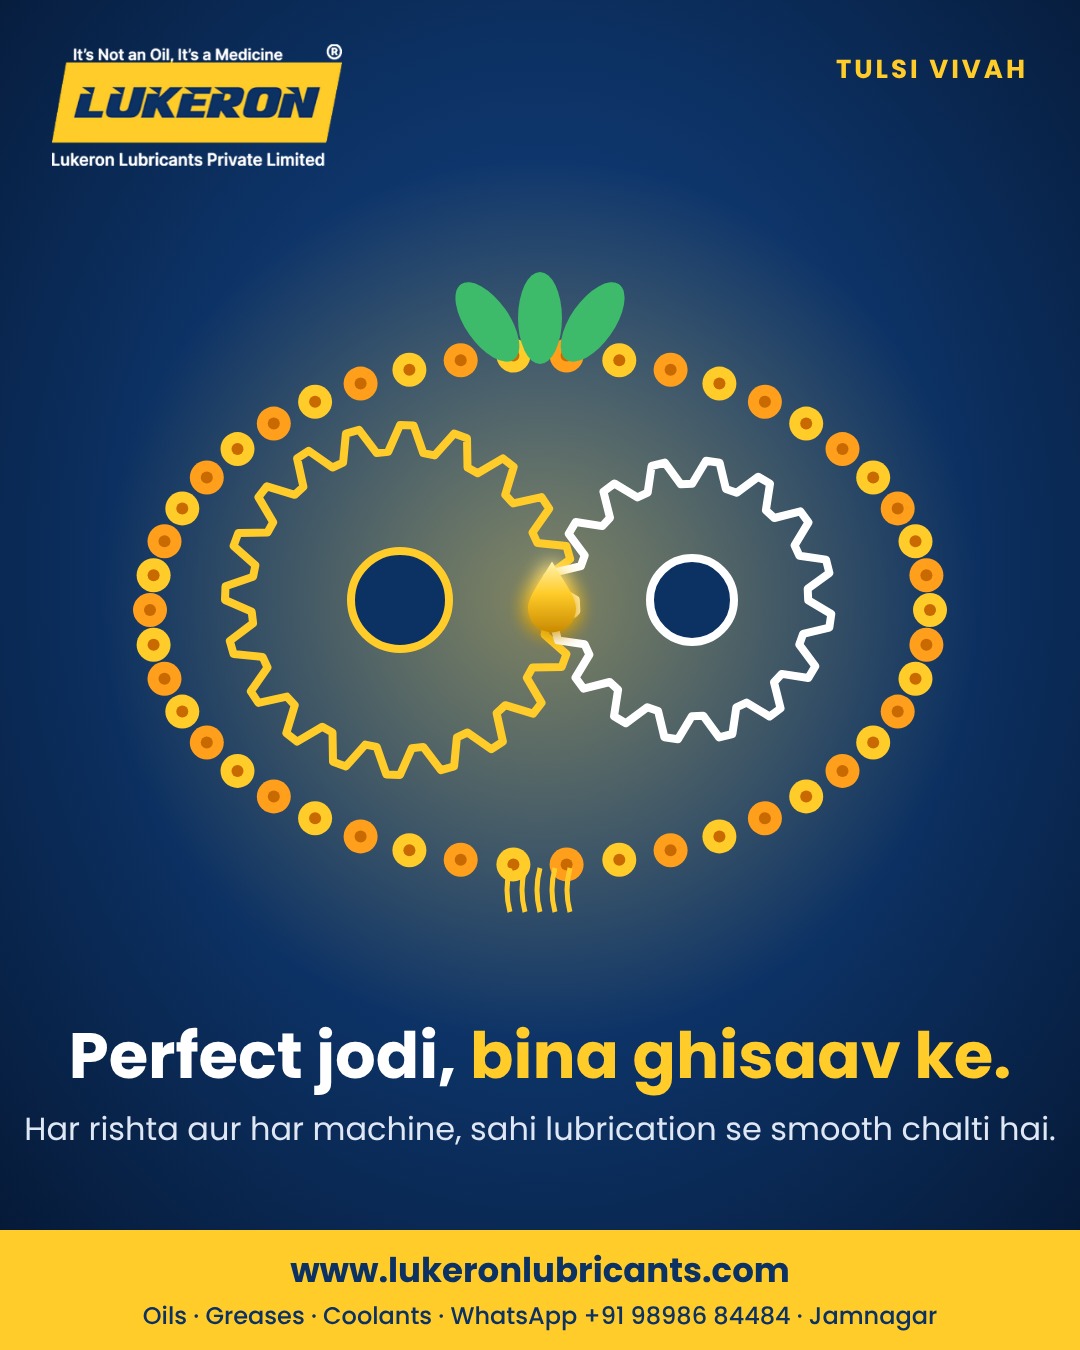 It's Not an Oil, It's a Medicine ®
LUKERON
Lukeron Lubricants Private Limited
TULSI VIVAH
Perfect jodi, bina ghisaav ke.
Har rishta aur har machine, sahi lubrication se smooth chalti hai.
www.lukeronlubricants.com
Oils · Greases · Coolants · WhatsApp +91 98986 84484 · Jamnagar